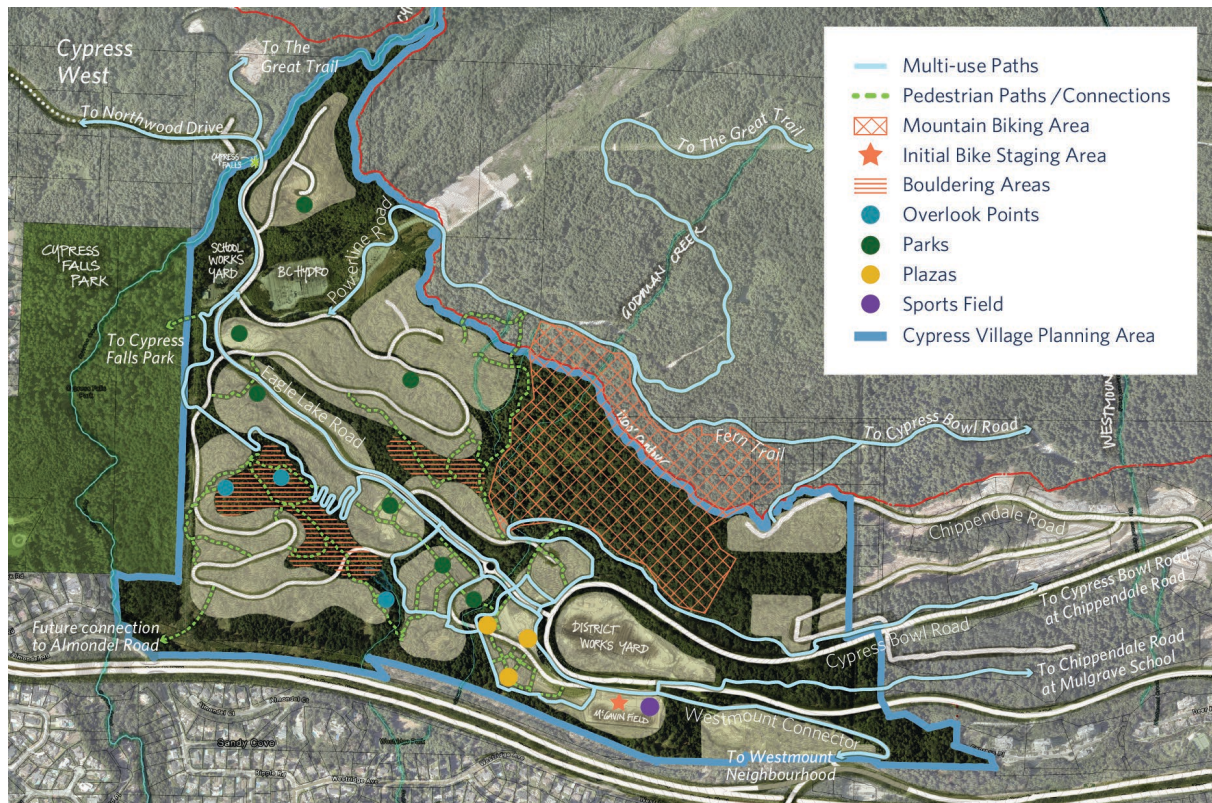 Cypress
West
To The
Great Trail
To Northwood Drive
CYPRESS
FALLS
CYPRESS
FALLS
PARK
SCHOOL
WORKS
YARD
BC HYDRO
Powerline Road
To The Great Trail
GODMAN CREEK
To Cypress
Falls Park
Eagle Lake Road
Fern Trail
To Cypress Bowl Road
WESTMOUNT
Chippendale Road
To Cypress Bowl Road
at Chippendale Road
Cypress Bowl Road
DISTRICT
WORKS YARD
To Chippendale Road
at Mulgrave School
McGAVIN FIELD
Westmount Connector
To Westmount
Neighbourhood
Future connection
to Almondel Road
Sandy Cove
Westridge Ave
Multi-use Paths
Pedestrian Paths /Connections
Mountain Biking Area
Initial Bike Staging Area
Bouldering Areas
Overlook Points
Parks
Plazas
Sports Field
Cypress Village Planning Area